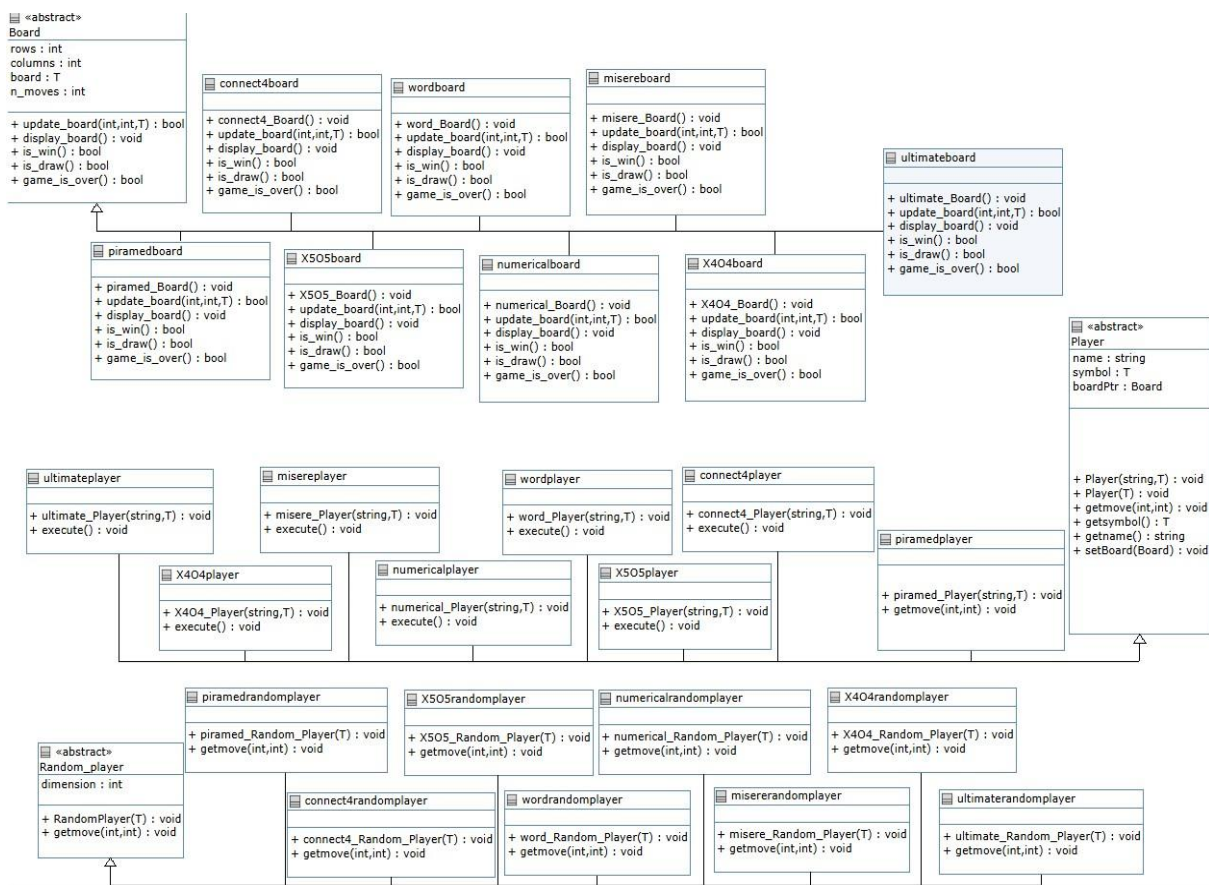 «abstract»
Board
rows : int
columns : int
board : T
n_moves : int
+ update_board(int,int,T) : bool
+ display_board() : void
+ is_win() : bool
+ is_draw() : bool
+ game_is_over() : bool
connect4board
+ connect4_Board() : void
+ update_board(int,int,T) : bool
+ display_board() : void
+ is_win() : bool
+ is_draw() : bool
+ game_is_over() : bool
wordboard
+ word_Board() : void
+ update_board(int,int,T) : bool
+ display_board() : void
+ is_win() : bool
+ is_draw() : bool
+ game_is_over() : bool
misereboard
+ misere_Board() : void
+ update_board(int,int,T) : bool
+ display_board() : void
+ is_win() : bool
+ is_draw() : bool
+ game_is_over() : bool
ultimateboard
+ ultimate_Board() : void
+ update_board(int,int,T) : bool
+ display_board() : void
+ is_win() : bool
+ is_draw() : bool
+ game_is_over() : bool
piramedboard
+ piramed_Board() : void
+ update_board(int,int,T) : bool
+ display_board() : void
+ is_win() : bool
+ is_draw() : bool
+ game_is_over() : bool
X5O5board
+ X5O5_Board() : void
+ update_board(int,int,T) : bool
+ display_board() : void
+ is_win() : bool
+ is_draw() : bool
+ game_is_over() : bool
numericalboard
+ numerical_Board() : void
+ update_board(int,int,T) : bool
+ display_board() : void
+ is_win() : bool
+ is_draw() : bool
+ game_is_over() : bool
X4O4board
+ X4O4_Board() : void
+ update_board(int,int,T) : bool
+ display_board() : void
+ is_win() : bool
+ is_draw() : bool
+ game_is_over() : bool
«abstract»
Player
name : string
symbol : T
boardPtr : Board
+ Player(string,T) : void
+ Player(T) : void
+ getmove(int,int) : void
+ getsymbol() : T
+ getname() : string
+ setBoard(Board) : void
ultimateplayer
+ ultimate_Player(string,T) : void
+ execute() : void
misereplayer
+ misere_Player(string,T) : void
+ execute() : void
wordplayer
+ word_Player(string,T) : void
+ execute() : void
connect4player
+ connect4_Player(string,T) : void
+ execute() : void
piramedplayer
+ piramed_Player(string,T) : void
+ getmove(int,int) : void
X4O4player
+ X4O4_Player(string,T) : void
+ execute() : void
numericalplayer
+ numerical_Player(string,T) : void
+ execute() : void
X5O5player
+ X5O5_Player(string,T) : void
+ execute() : void
piramedrandomplayer
+ piramed_Random_Player(T) : void
+ getmove(int,int) : void
X5O5randomplayer
+ X5O5_Random_Player(T) : void
+ getmove(int,int) : void
numericalrandomplayer
+ numerical_Random_Player(T) : void
+ getmove(int,int) : void
X4O4randomplayer
+ X4O4_Random_Player(T) : void
+ getmove(int,int) : void
«abstract»
Random_player
dimension : int
+ RandomPlayer(T) : void
+ getmove(int,int) : void
connect4randomplayer
+ connect4_Random_Player(T) : void
+ getmove(int,int) : void
wordrandomplayer
+ word_Random_Player(T) : void
+ getmove(int,int) : void
misererandomplayer
+ misere_Random_Player(T) : void
+ getmove(int,int) : void
ultimaterandomplayer
+ ultimate_Random_Player(T) : void
+ getmove(int,int) : void